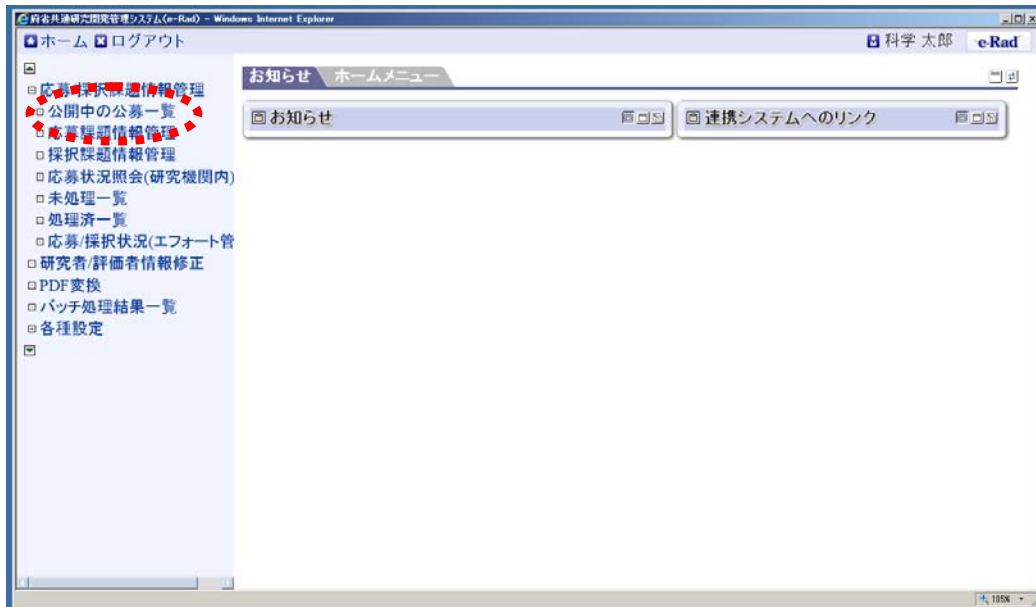 府省共通研究開発管理システム(e-Rad) - Windows Internet Explorer
ホーム ログアウト
科学 太郎 e-Rad
応募/採択課題情報管理
公開中の公募一覧
応募課題情報管理
採択課題情報管理
応募状況照会(研究機関内)
未処理一覧
処理済一覧
応募/採択状況(エフォート管
研究者/評価者情報修正
PDF変換
バッチ処理結果一覧
各種設定
お知らせ ホームメニュー
お知らせ
連携システムへのリンク
105%